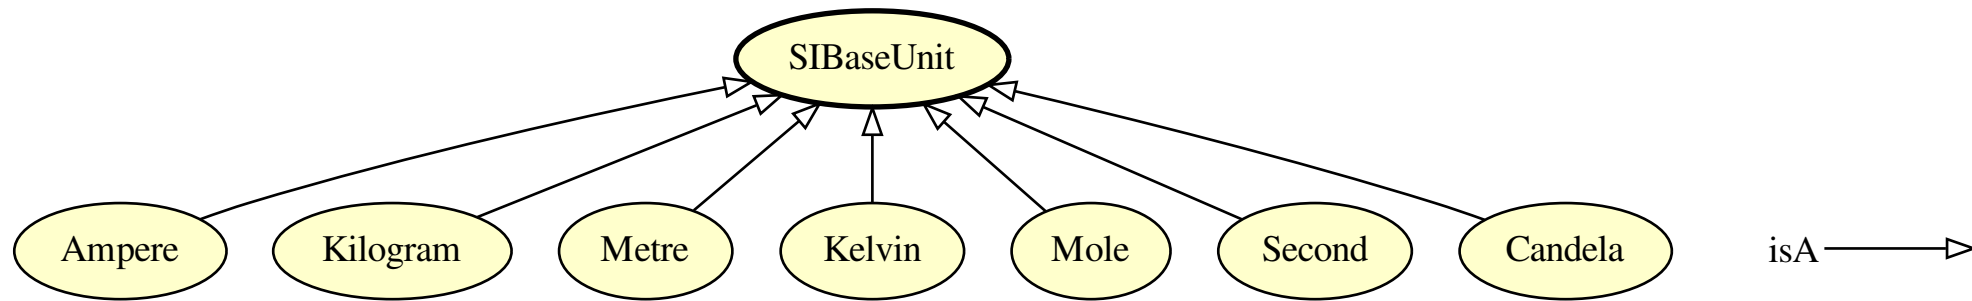 SIBaseUnit
Ampere
Kilogram
Metre
Kelvin
Mole
Second
Candela
isA